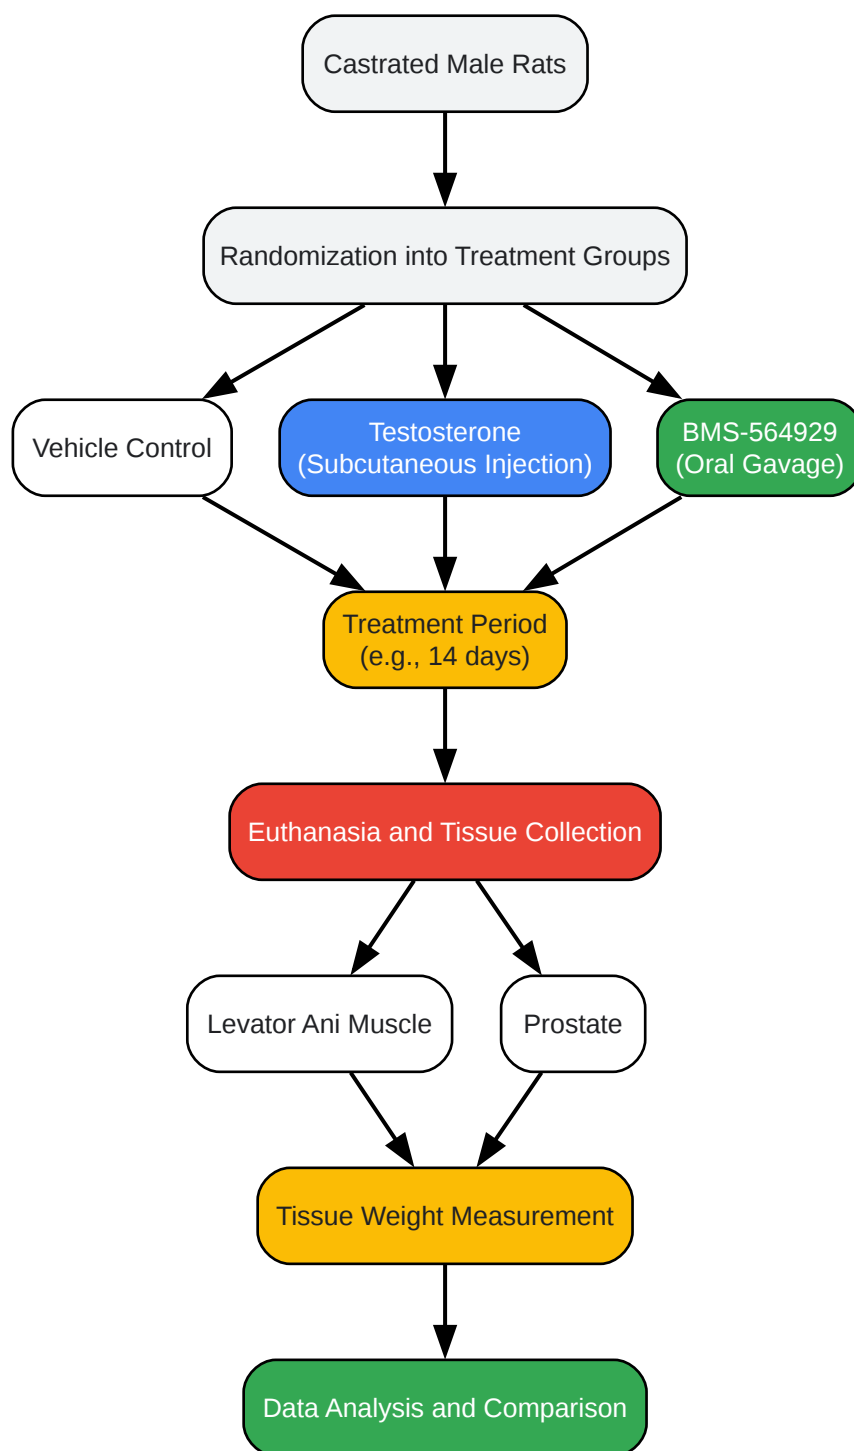 Castrated Male Rats
Randomization into Treatment Groups
Vehicle Control
Testosterone
(Subcutaneous Injection)
BMS-564929
(Oral Gavage)
Treatment Period
(e.g., 14 days)
Euthanasia and Tissue Collection
Levator Ani Muscle
Prostate
Tissue Weight Measurement
Data Analysis and Comparison